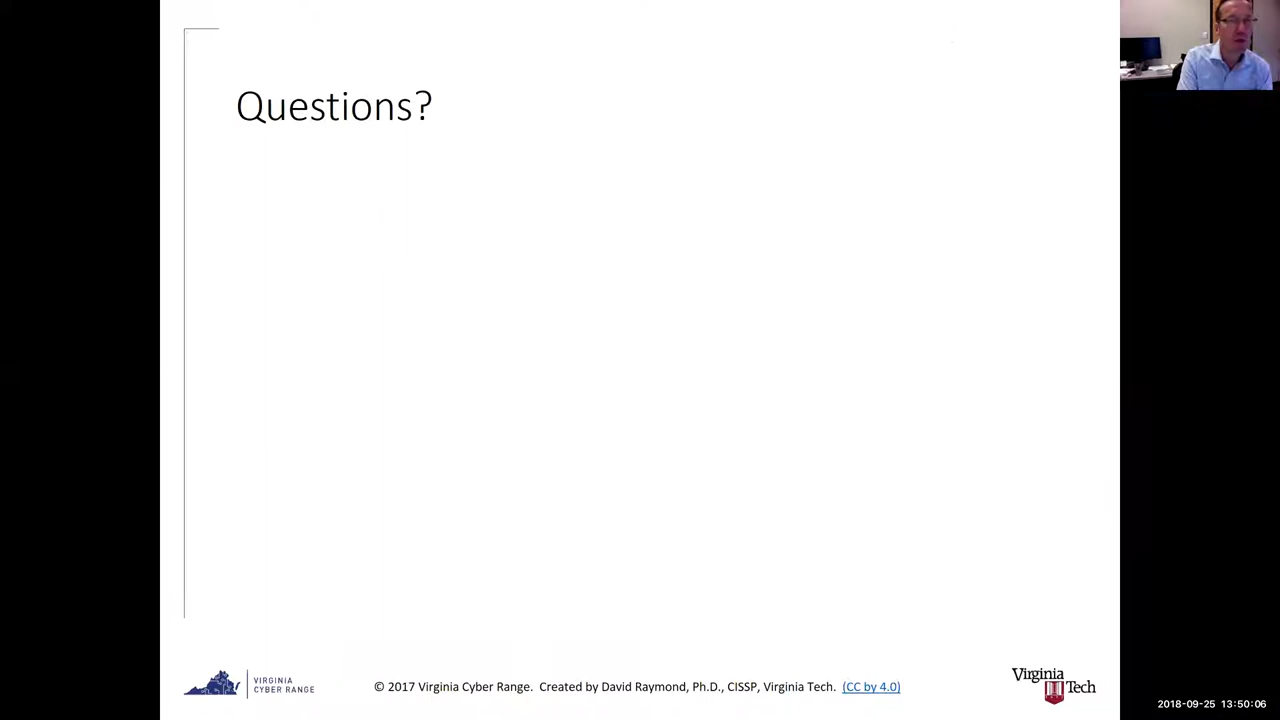 Questions?
VIRGINIA
CYBER RANGE
© 2017 Virginia Cyber Range.  Created by David Raymond, Ph.D., CISSP, Virginia Tech.  (CC by 4.0)
Virginia
Tech
2018-09-25  13:50:06